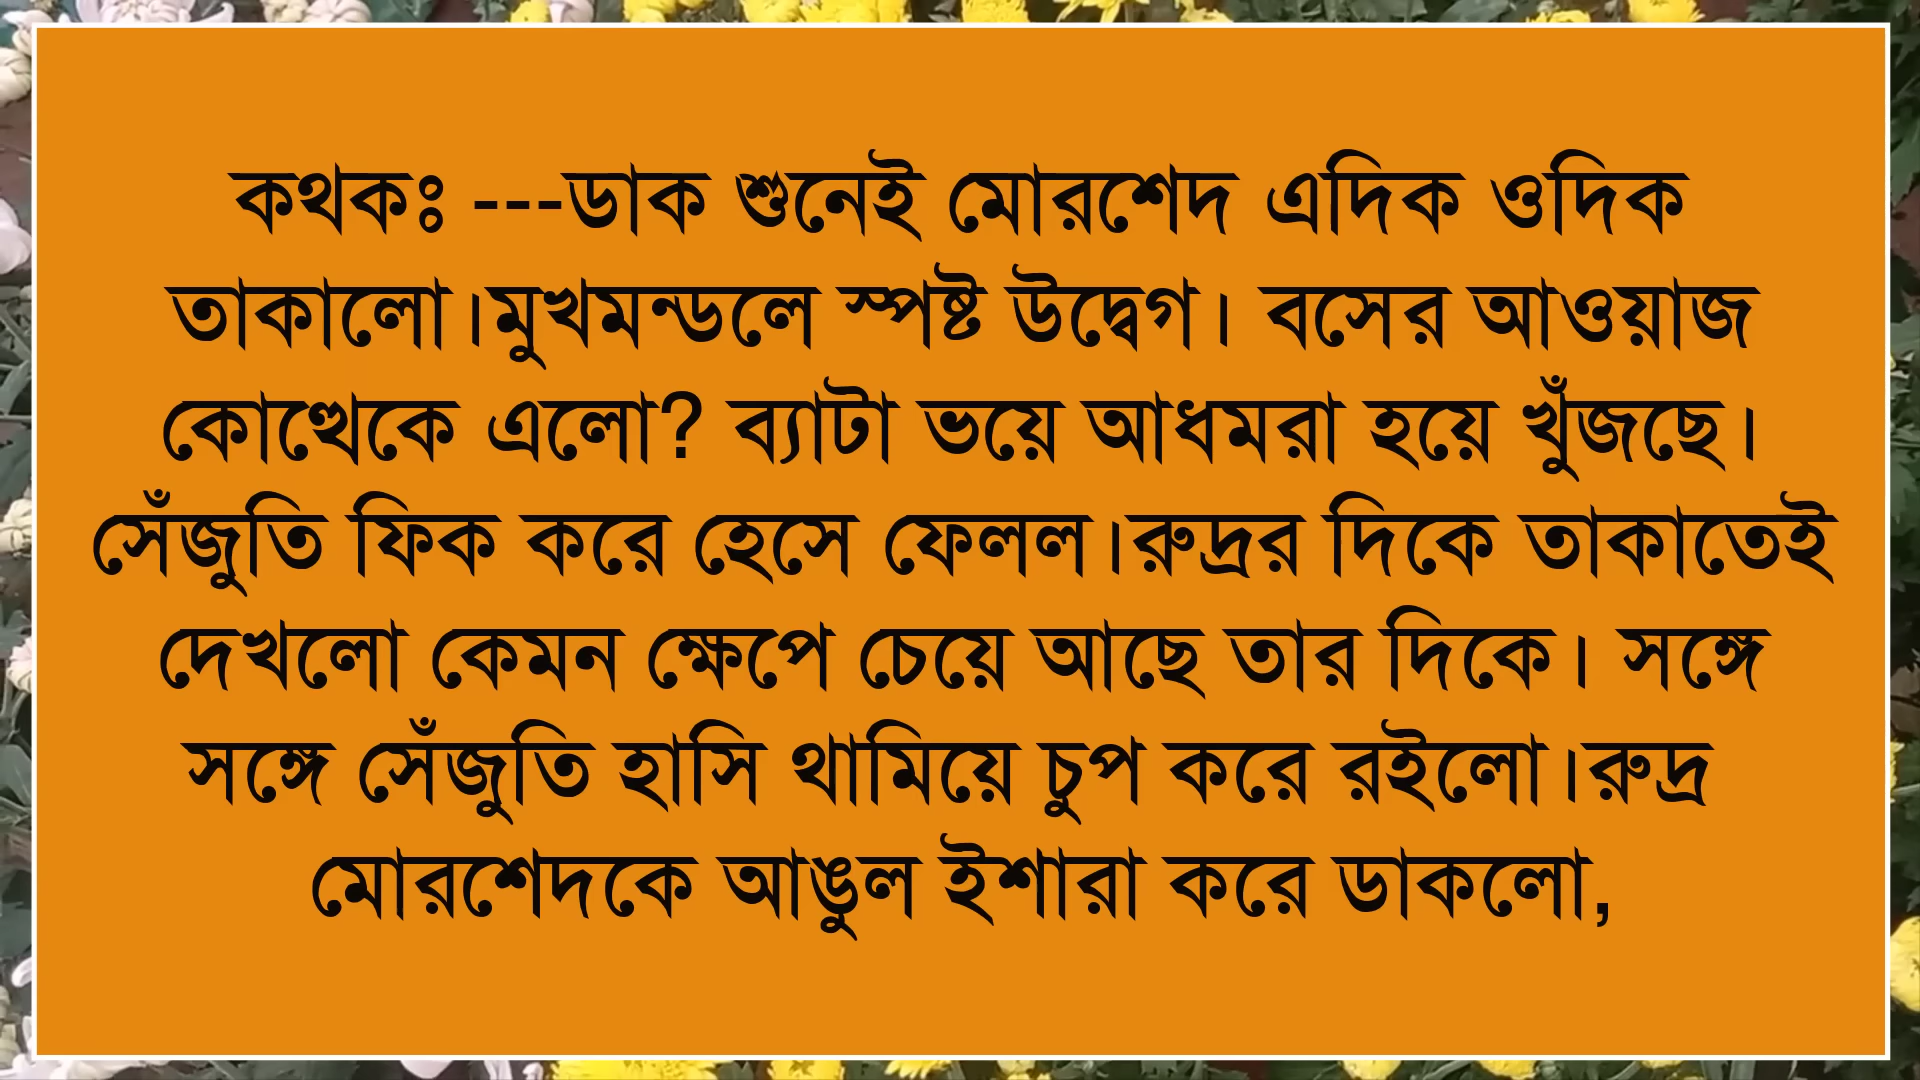 কথকঃ ---ডাক শুনেই মোরশেদ এদিক ওদিক
তাকালো।মুখমন্ডলে স্পষ্ট উদ্বেগ। বসের আওয়াজ
কোত্থেকে এলো? ব্যাটা ভয়ে আধমরা হয়ে খুঁজছে।
সেঁজুতি ফিক করে হেসে ফেলল।রুদ্রর দিকে তাকাতেই
দেখলো কেমন ক্ষেপে চেয়ে আছে তার দিকে। সঙ্গে
সঙ্গে সেঁজুতি হাসি থামিয়ে চুপ করে রইলো।রুদ্র
মোরশেদকে আঙুল ইশারা করে ডাকলো,